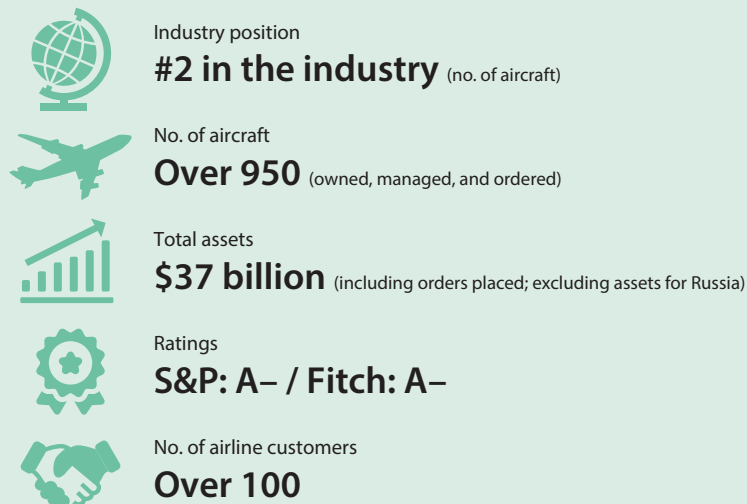 Industry position
#2 in the industry (no. of aircraft)
No. of aircraft
Over 950 (owned, managed, and ordered)
Total assets
$37 billion (including orders placed; excluding assets for Russia)
Ratings
S&P: A– / Fitch: A–
No. of airline customers
Over 100